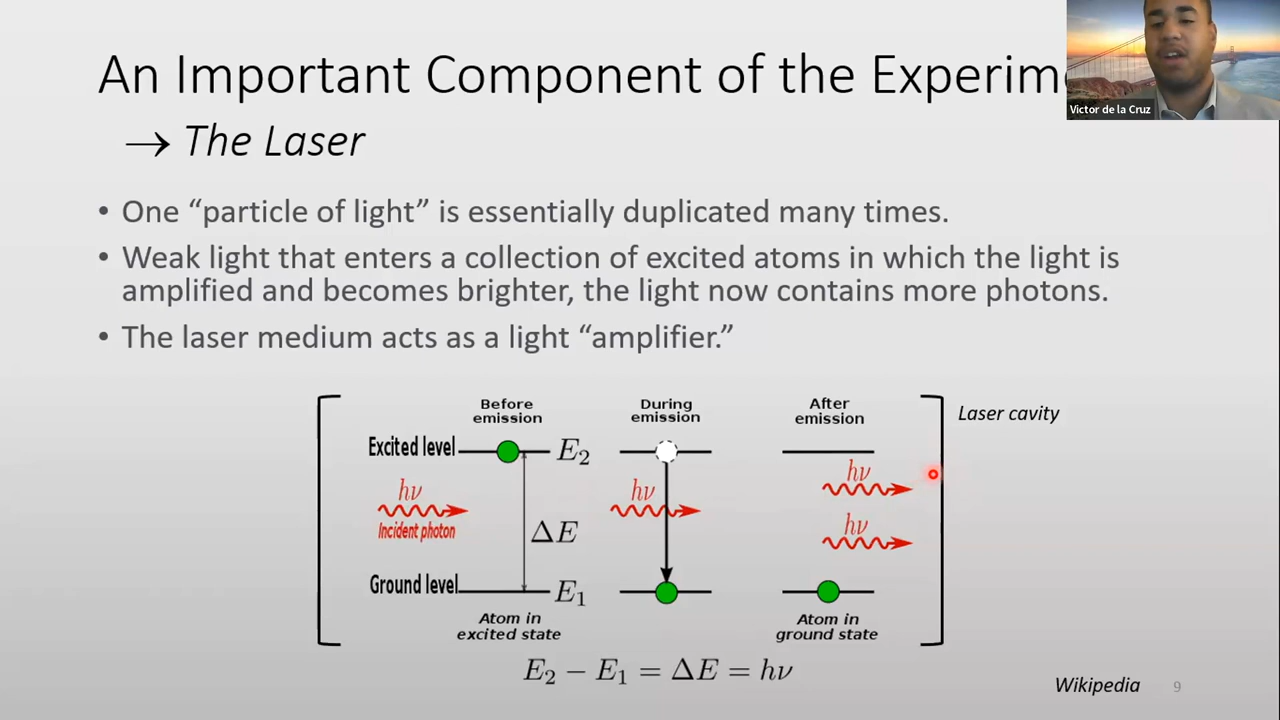 An Important Component of the Experim
→ The Laser
Victor de la Cruz
• One “particle of light” is essentially duplicated many times.
• Weak light that enters a collection of excited atoms in which the light is
amplified and becomes brighter, the light now contains more photons.
• The laser medium acts as a light “amplifier.”
Before
emission
During
emission
After
emission
Laser cavity
Excited level
E₂
hν
Incident photon
ΔE
hν
hν
hν
Ground level
E₁
Atom in
excited state
Atom in
ground state
E₂ − E₁ = ΔE = hν
Wikipedia
9